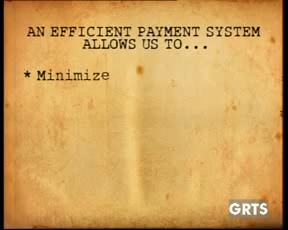 AN EFFICIENT PAYMENT SYSTEM
ALLOWS US TO...
* Minimize
GRTS